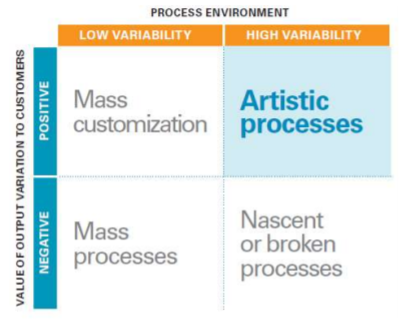 PROCESS ENVIRONMENT
LOW VARIABILITY
HIGH VARIABILITY
VALUE OF OUTPUT VARIATION TO CUSTOMERS
POSITIVE
Mass
customization
Artistic
processes
NEGATIVE
Mass
processes
Nascent
or broken
processes